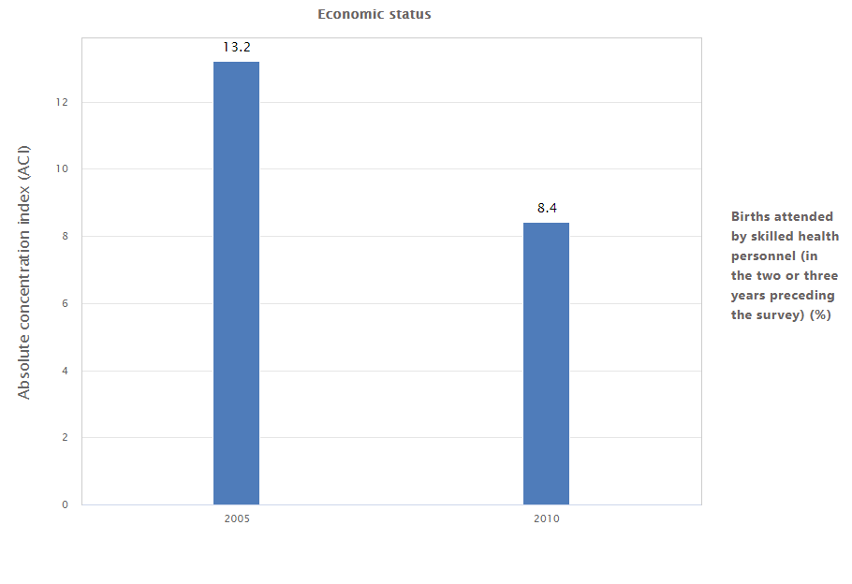 Economic status
Absolute concentration index (ACI)
13.2
12
10
8.4
8
6
4
2
0
2005
2010
Births attended
by skilled health
personnel (in
the two or three
years preceding
the survey) (%)